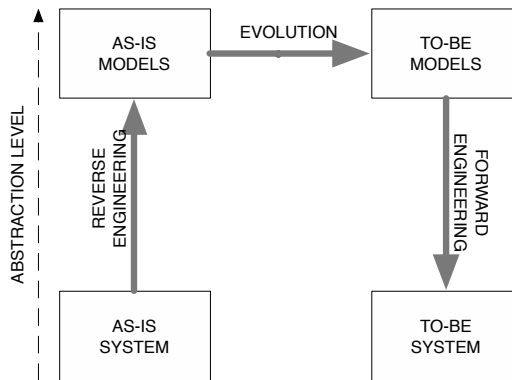 AS-IS
MODELS
EVOLUTION
TO-BE
MODELS
ABSTRACTION LEVEL
REVERSE
ENGINEERING
FORWARD
ENGINEERING
AS-IS
SYSTEM
TO-BE
SYSTEM